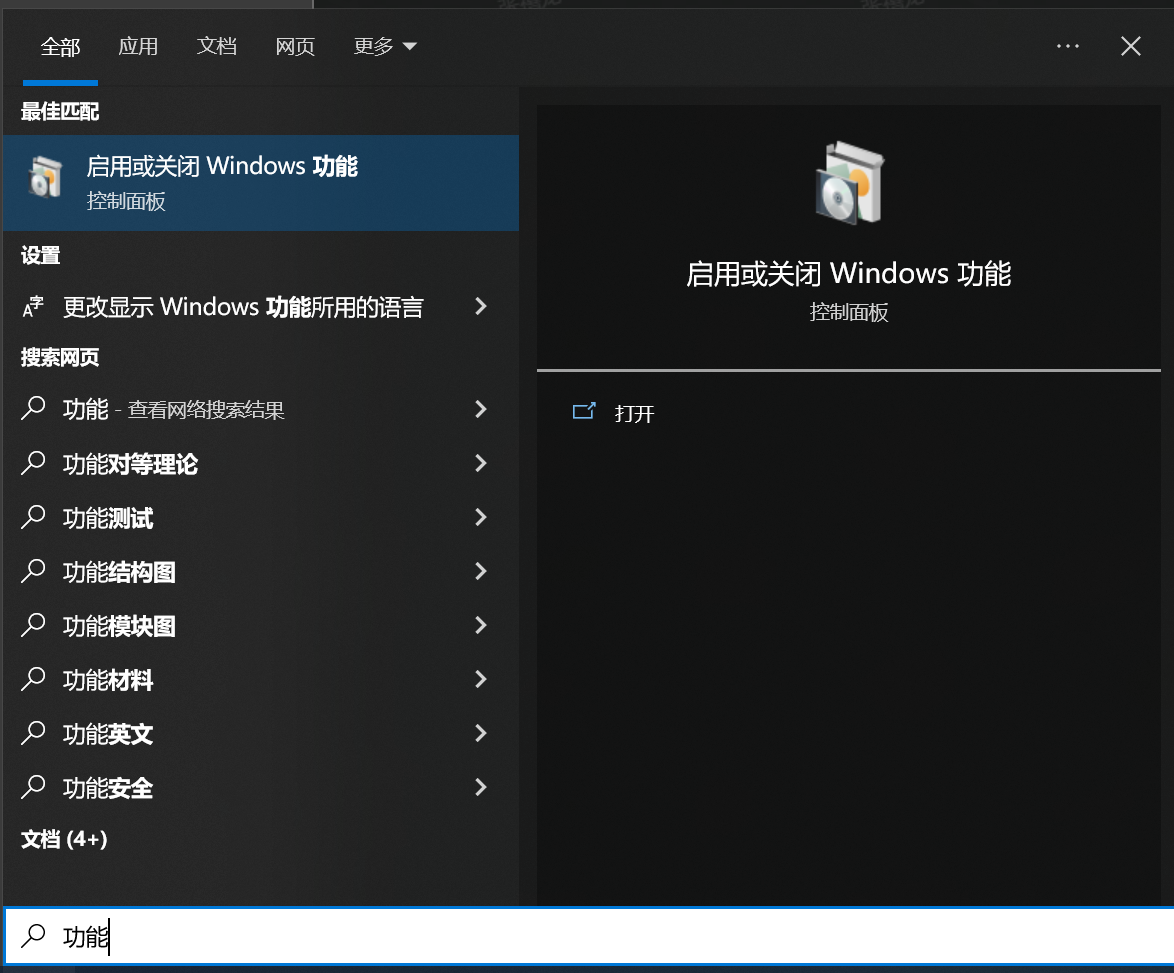 全部 应用 文档 网页 更多
最佳匹配
启用或关闭 Windows 功能
控制面板
设置
更改显示 Windows 功能所用的语言
搜索网页
功能 - 查看网络搜索结果
功能对等理论
功能测试
功能结构图
功能模块图
功能材料
功能英文
功能安全
文档 (4+)
启用或关闭 Windows 功能
控制面板
打开
功能